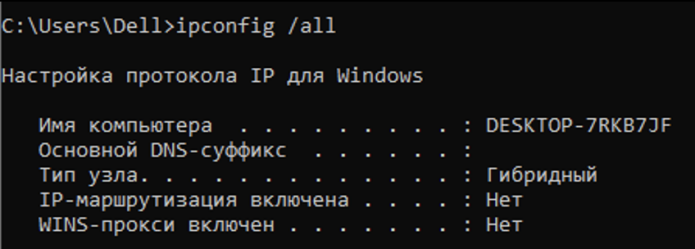 C:\Users\Dell>ipconfig /all
Настройка протокола IP для Windows
Имя компьютера . . . . . . . . . : DESKTOP-7RKB7JF
Основной DNS-суффикс . . . . . . :
Тип узла. . . . . . . . . . . . . : Гибридный
IP-маршрутизация включена . . . . : Нет
WINS-прокси включен . . . . . . . : Нет